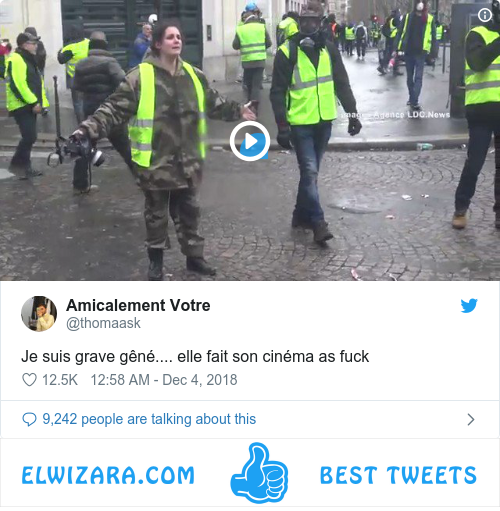 Images Agence LDC.News
Amicalement Votre
@thomaask
Je suis grave gêné.... elle fait son cinéma as fuck
12.5K 12:58 AM - Dec 4, 2018
9,242 people are talking about this
ELWIZARA.COM BEST TWEETS